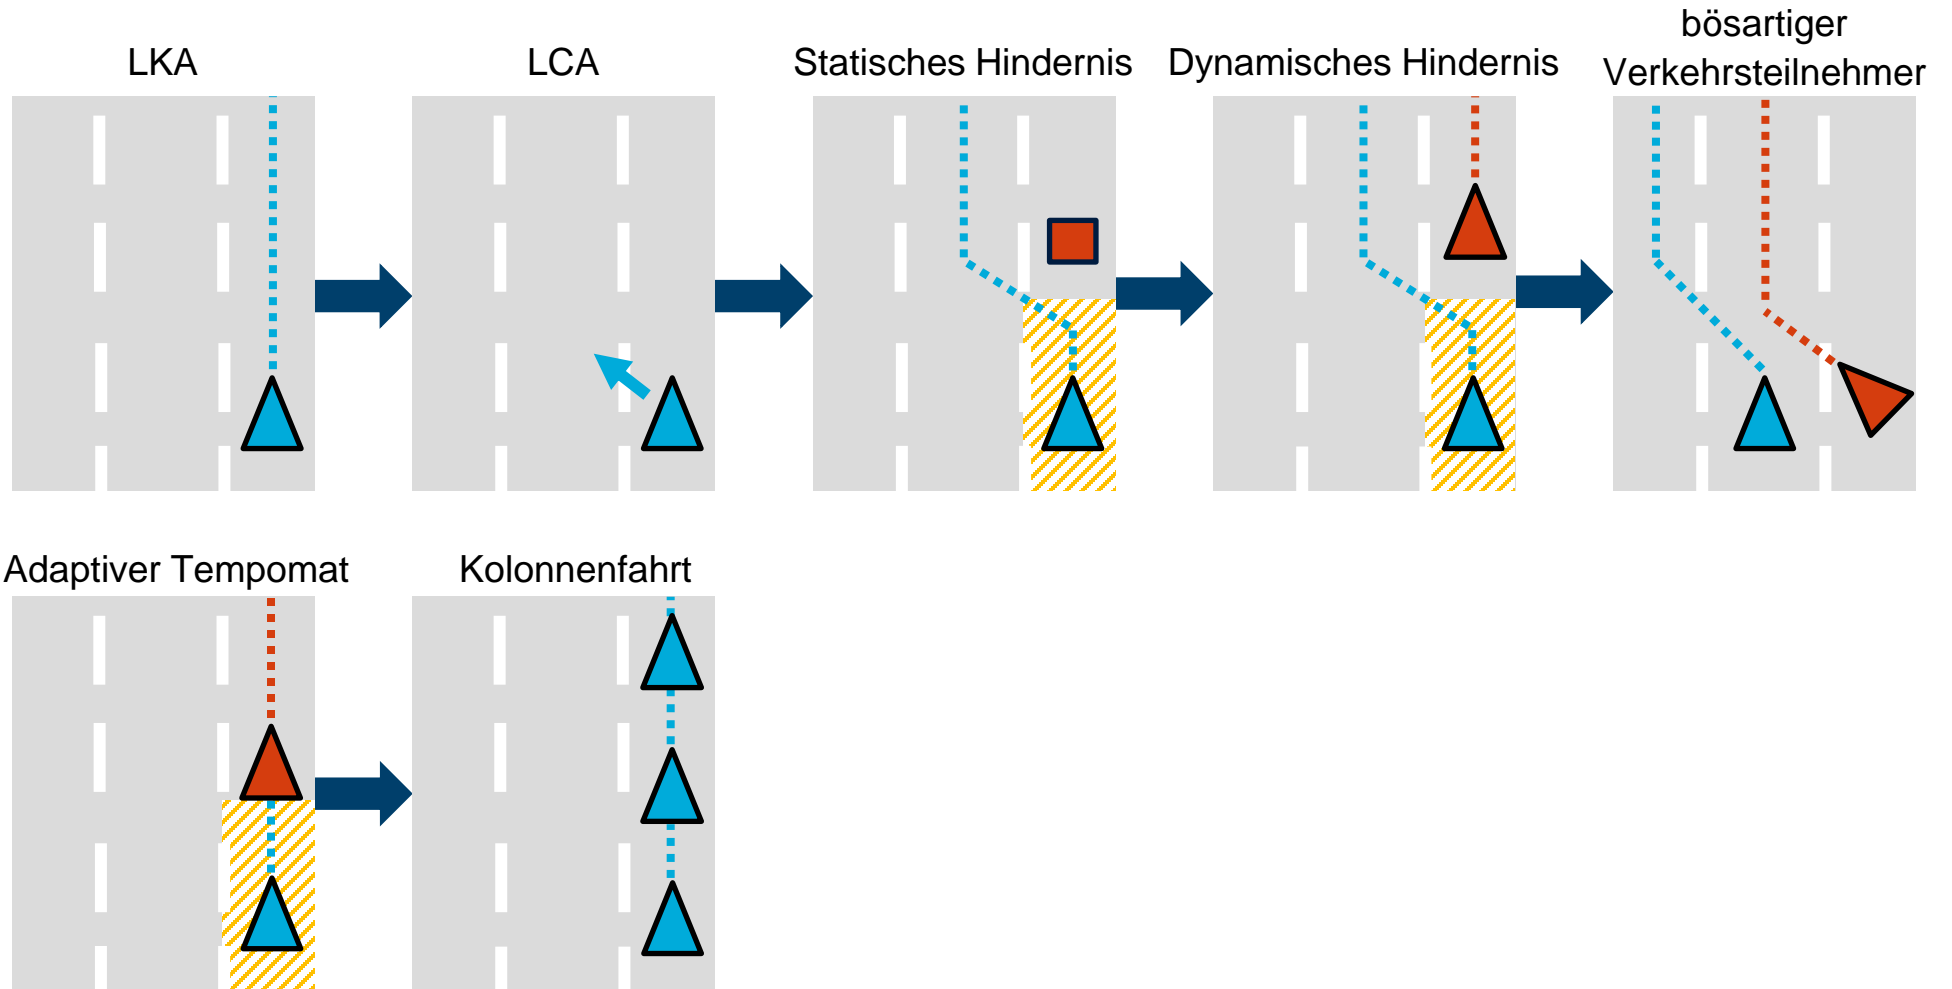 LKA
LCA
Statisches Hindernis
Dynamisches Hindernis
bösartiger
Verkehrsteilnehmer
Adaptiver Tempomat
Kolonnenfahrt